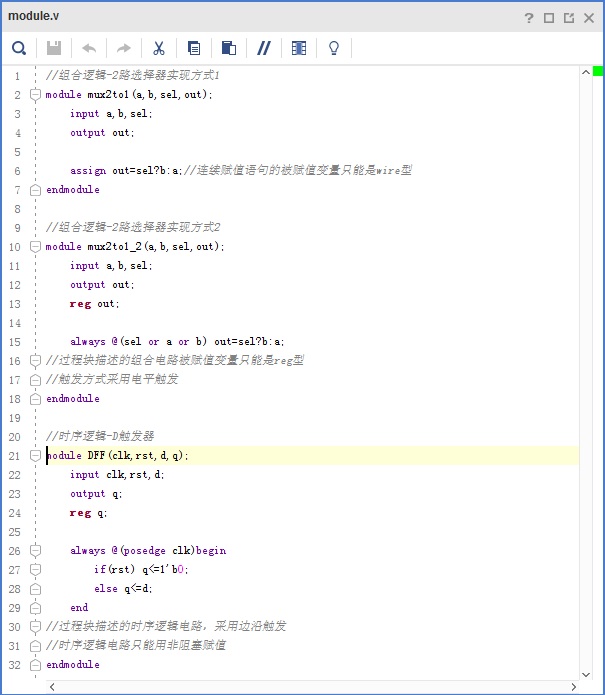 module.v
1 //组合逻辑-2路选择器实现方式1
2 module mux2to1(a,b,sel,out);
3 input a,b,sel;
4 output out;
5
6 assign out=sel?b:a;//连续赋值语句的被赋值变量只能是wire型
7 endmodule
8
9 //组合逻辑-2路选择器实现方式2
10 module mux2to1_2(a,b,sel,out);
11 input a,b,sel;
12 output out;
13 reg out;
14
15 always @(sel or a or b) out=sel?b:a;
16 //过程块描述的组合电路被赋值变量只能是reg型
17 //触发方式采用电平触发
18 endmodule
19
20 //时序逻辑-D触发器
21 module DFF(clk,rst,d,q);
22 input clk,rst,d;
23 output q;
24 reg q;
25
26 always @(posedge clk)begin
27 if(rst) q<=1'b0;
28 else q<=d;
29 end
30 //过程块描述的时序逻辑电路，采用边沿触发
31 //时序逻辑电路只能用非阻塞赋值
32 endmodule